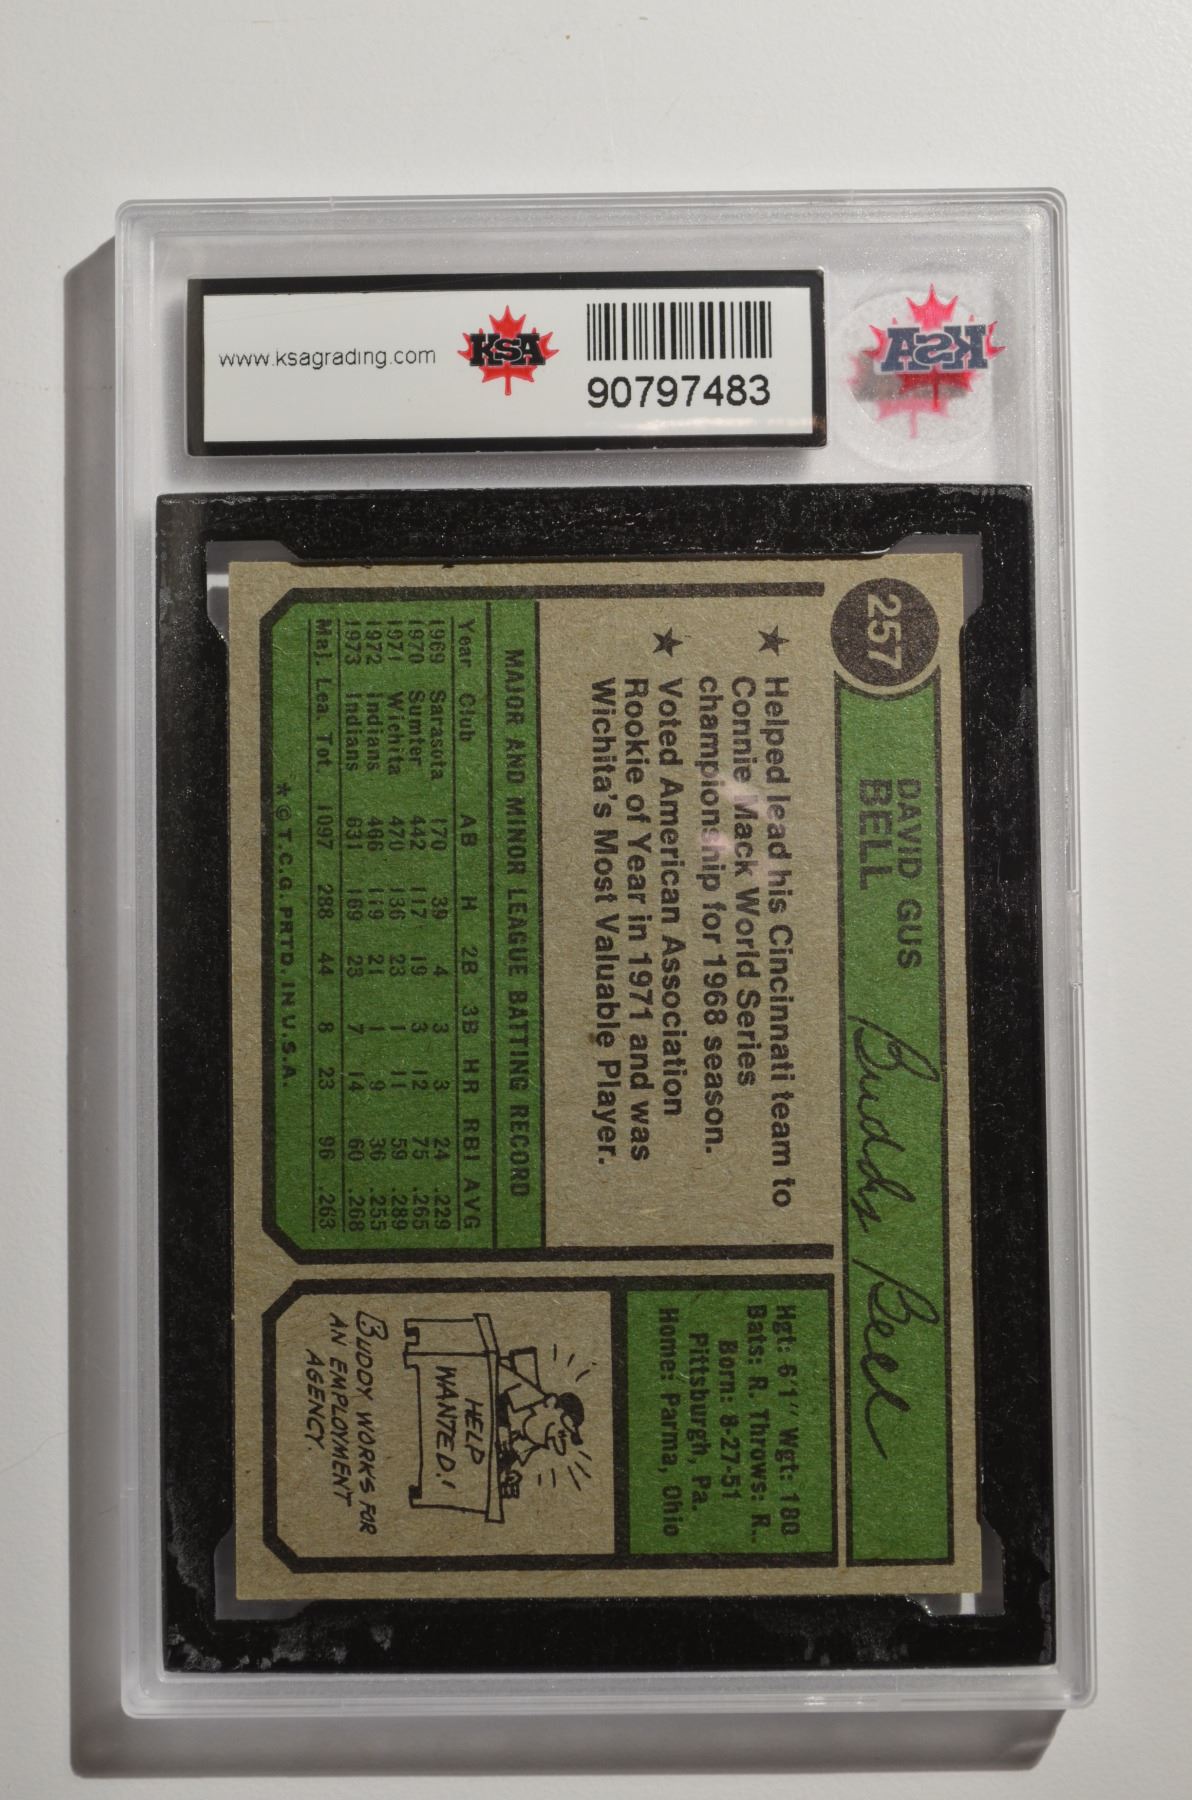 www.ksagrading.com
KSA
90797483
KSA
257
DAVID GUS
BELL
Buddy Bell
★ Helped lead his Cincinnati team to
Connie Mack World Series
championship for 1968 season.
★ Voted American Association
Rookie of Year in 1971 and was
Wichita's Most Valuable Player.
MAJOR AND MINOR LEAGUE BATTING RECORD
Year Club AB H 2B 3B HR RBI AVG
1969 Sarasota 170 39 4 3 3 24 .229
1970 Sumter 442 117 19 3 12 75 .265
1971 Wichita 470 136 23 1 11 59 .289
1972 Indians 466 119 21 1 9 36 .255
1973 Indians 631 169 23 7 14 60 .268
Maj. Lea. Tot. 1097 288 44 8 23 96 .263
*©T.C.G. PRTD. IN U.S.A.
Hgt: 6'1" Wgt: 180
Bats: R. Throws: R.
Born: 8-27-51
Pittsburgh, Pa.
Home: Parma, Ohio
HELP
WANTED!
BUDDY WORKS FOR
AN EMPLOYMENT
AGENCY.